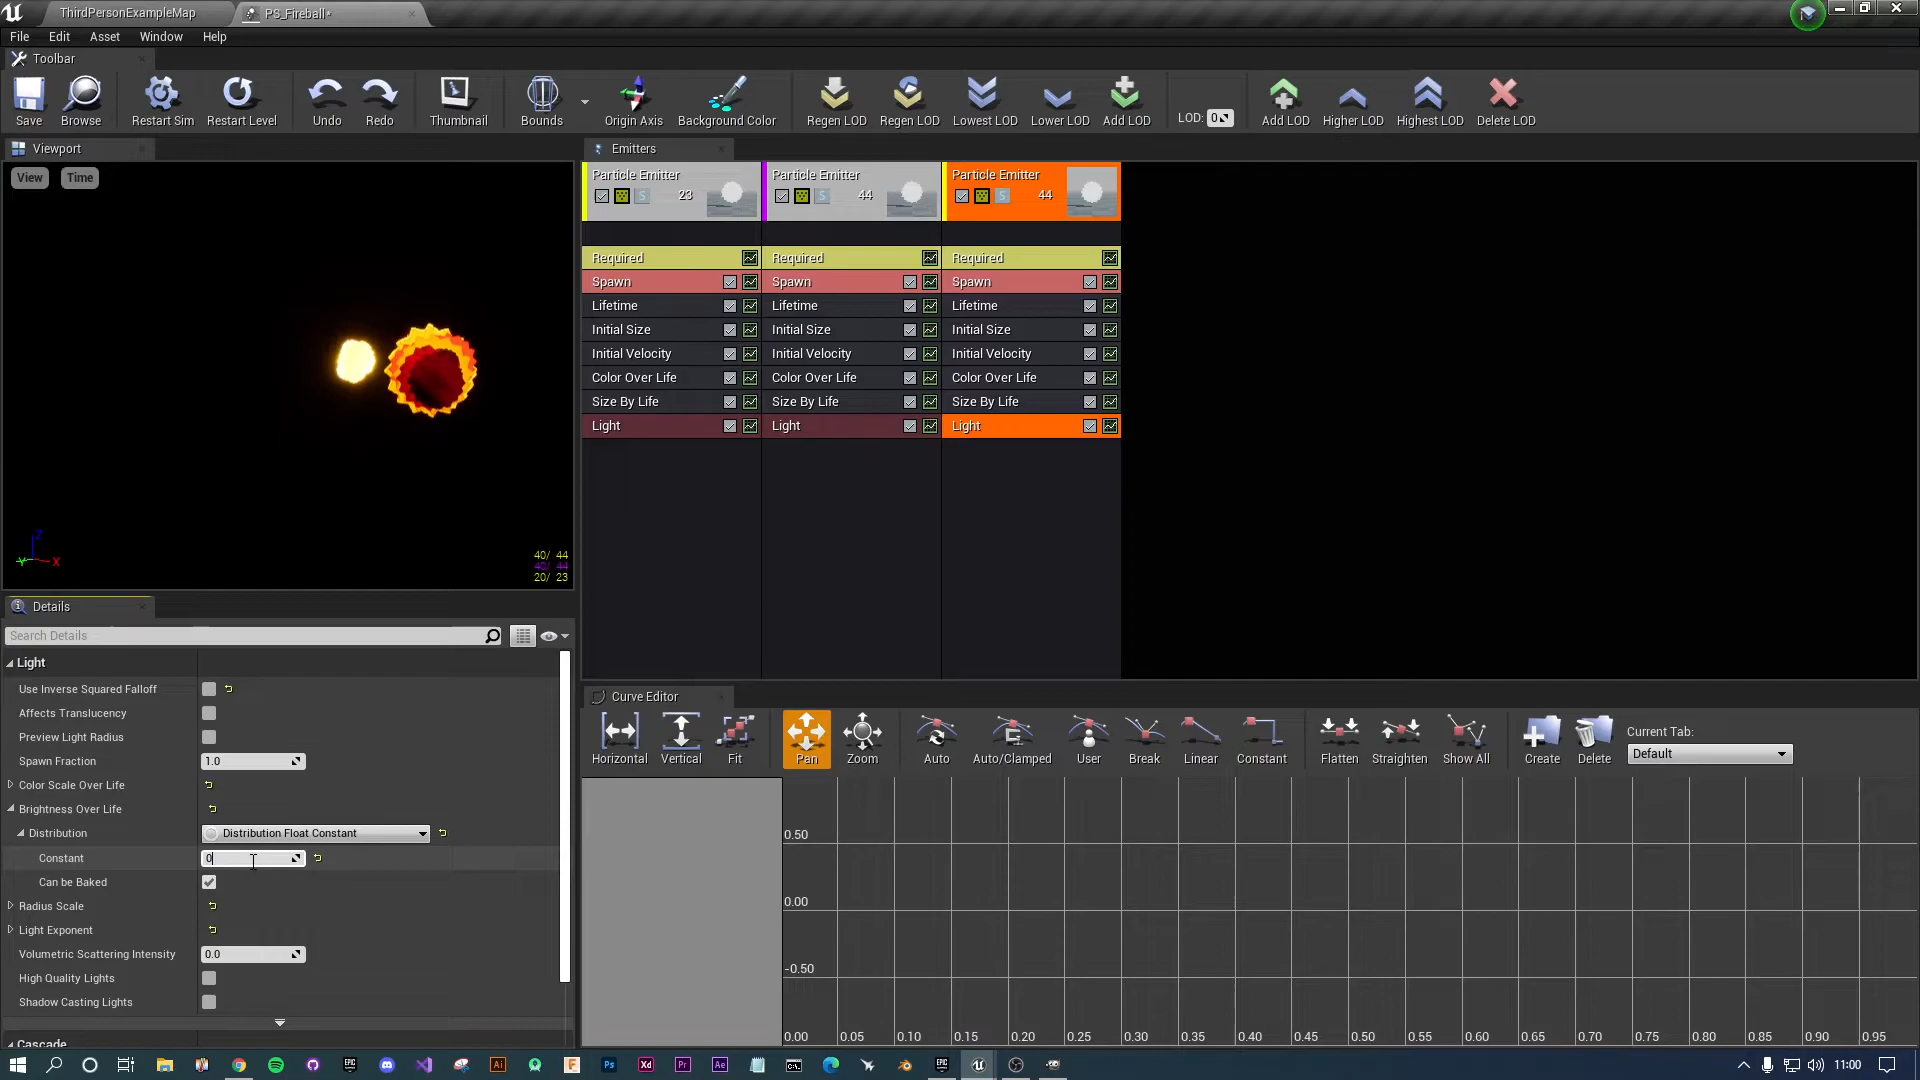 ThirdPersonExampleMap
PS_Fireball*
File Edit Asset Window Help
Toolbar
Save Browse Restart Sim Restart Level Undo Redo Thumbnail Bounds Origin Axis Background Color Regen LOD Regen LOD Lowest LOD Lower LOD Add LOD LOD: 0 Add LOD Higher LOD Highest LOD Delete LOD
Viewport
View Time
40/ 44
40/ 44
20/ 23
X
Y
Z
Emitters
Particle Emitter Particle Emitter Particle Emitter
S 23 S 44 S 44
Required Required Required
Spawn Spawn Spawn
Lifetime Lifetime Lifetime
Initial Size Initial Size Initial Size
Initial Velocity Initial Velocity Initial Velocity
Color Over Life Color Over Life Color Over Life
Size By Life Size By Life Size By Life
Light Light Light
Details
Search Details
Light
Use Inverse Squared Falloff
Affects Translucency
Preview Light Radius
Spawn Fraction 1.0
Color Scale Over Life
Brightness Over Life
Distribution Distribution Float Constant
Constant 0
Can be Baked
Radius Scale
Light Exponent
Volumetric Scattering Intensity 0.0
High Quality Lights
Shadow Casting Lights
Cascade
Curve Editor
Horizontal Vertical Fit Pan Zoom Auto Auto/Clamped User Break Linear Constant Flatten Straighten Show All Create Delete
Current Tab:
Default
0.50
0.00
-0.50
0.00 0.05 0.10 0.15 0.20 0.25 0.30 0.35 0.40 0.45 0.50 0.55 0.60 0.65 0.70 0.75 0.80 0.85 0.90 0.95
EPIC GAMES Ai F Ps Xd Pr Ae EPIC GAMES 11:00